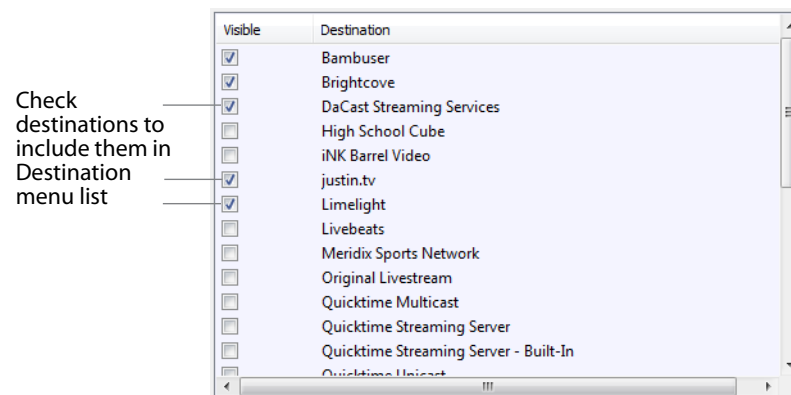 Check
destinations to
include them in
Destination
menu list
Visible Destination
Bambuser
Brightcove
DaCast Streaming Services
High School Cube
iNK Barrel Video
justin.tv
Limelight
Livebeats
Meridix Sports Network
Original Livestream
Quicktime Multicast
Quicktime Streaming Server
Quicktime Streaming Server - Built-In
Quicktime Unicast